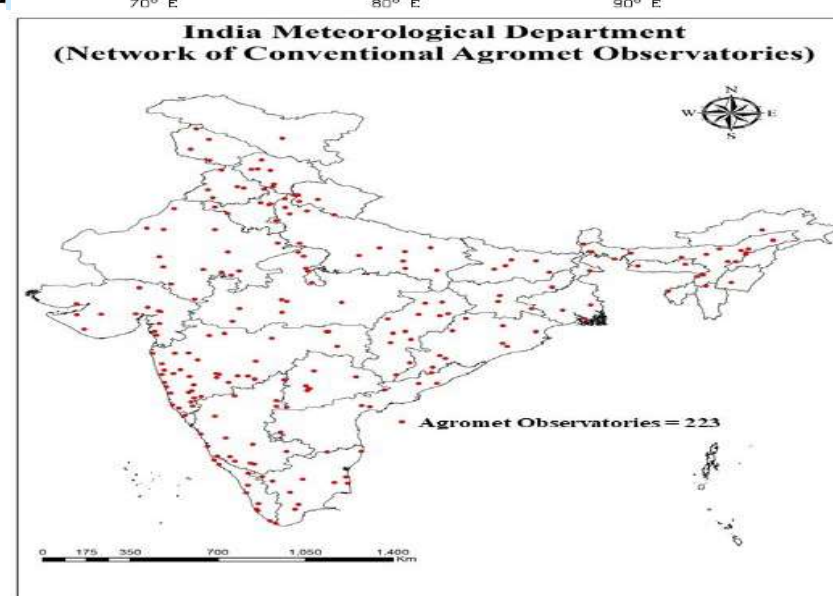 70° E 80° E 90° E
India Meteorological Department
(Network of Conventional Agromet Observatories)
N
W E
S
Agromet Observatories = 223
0 175 350 700 1,050 1,400
Km